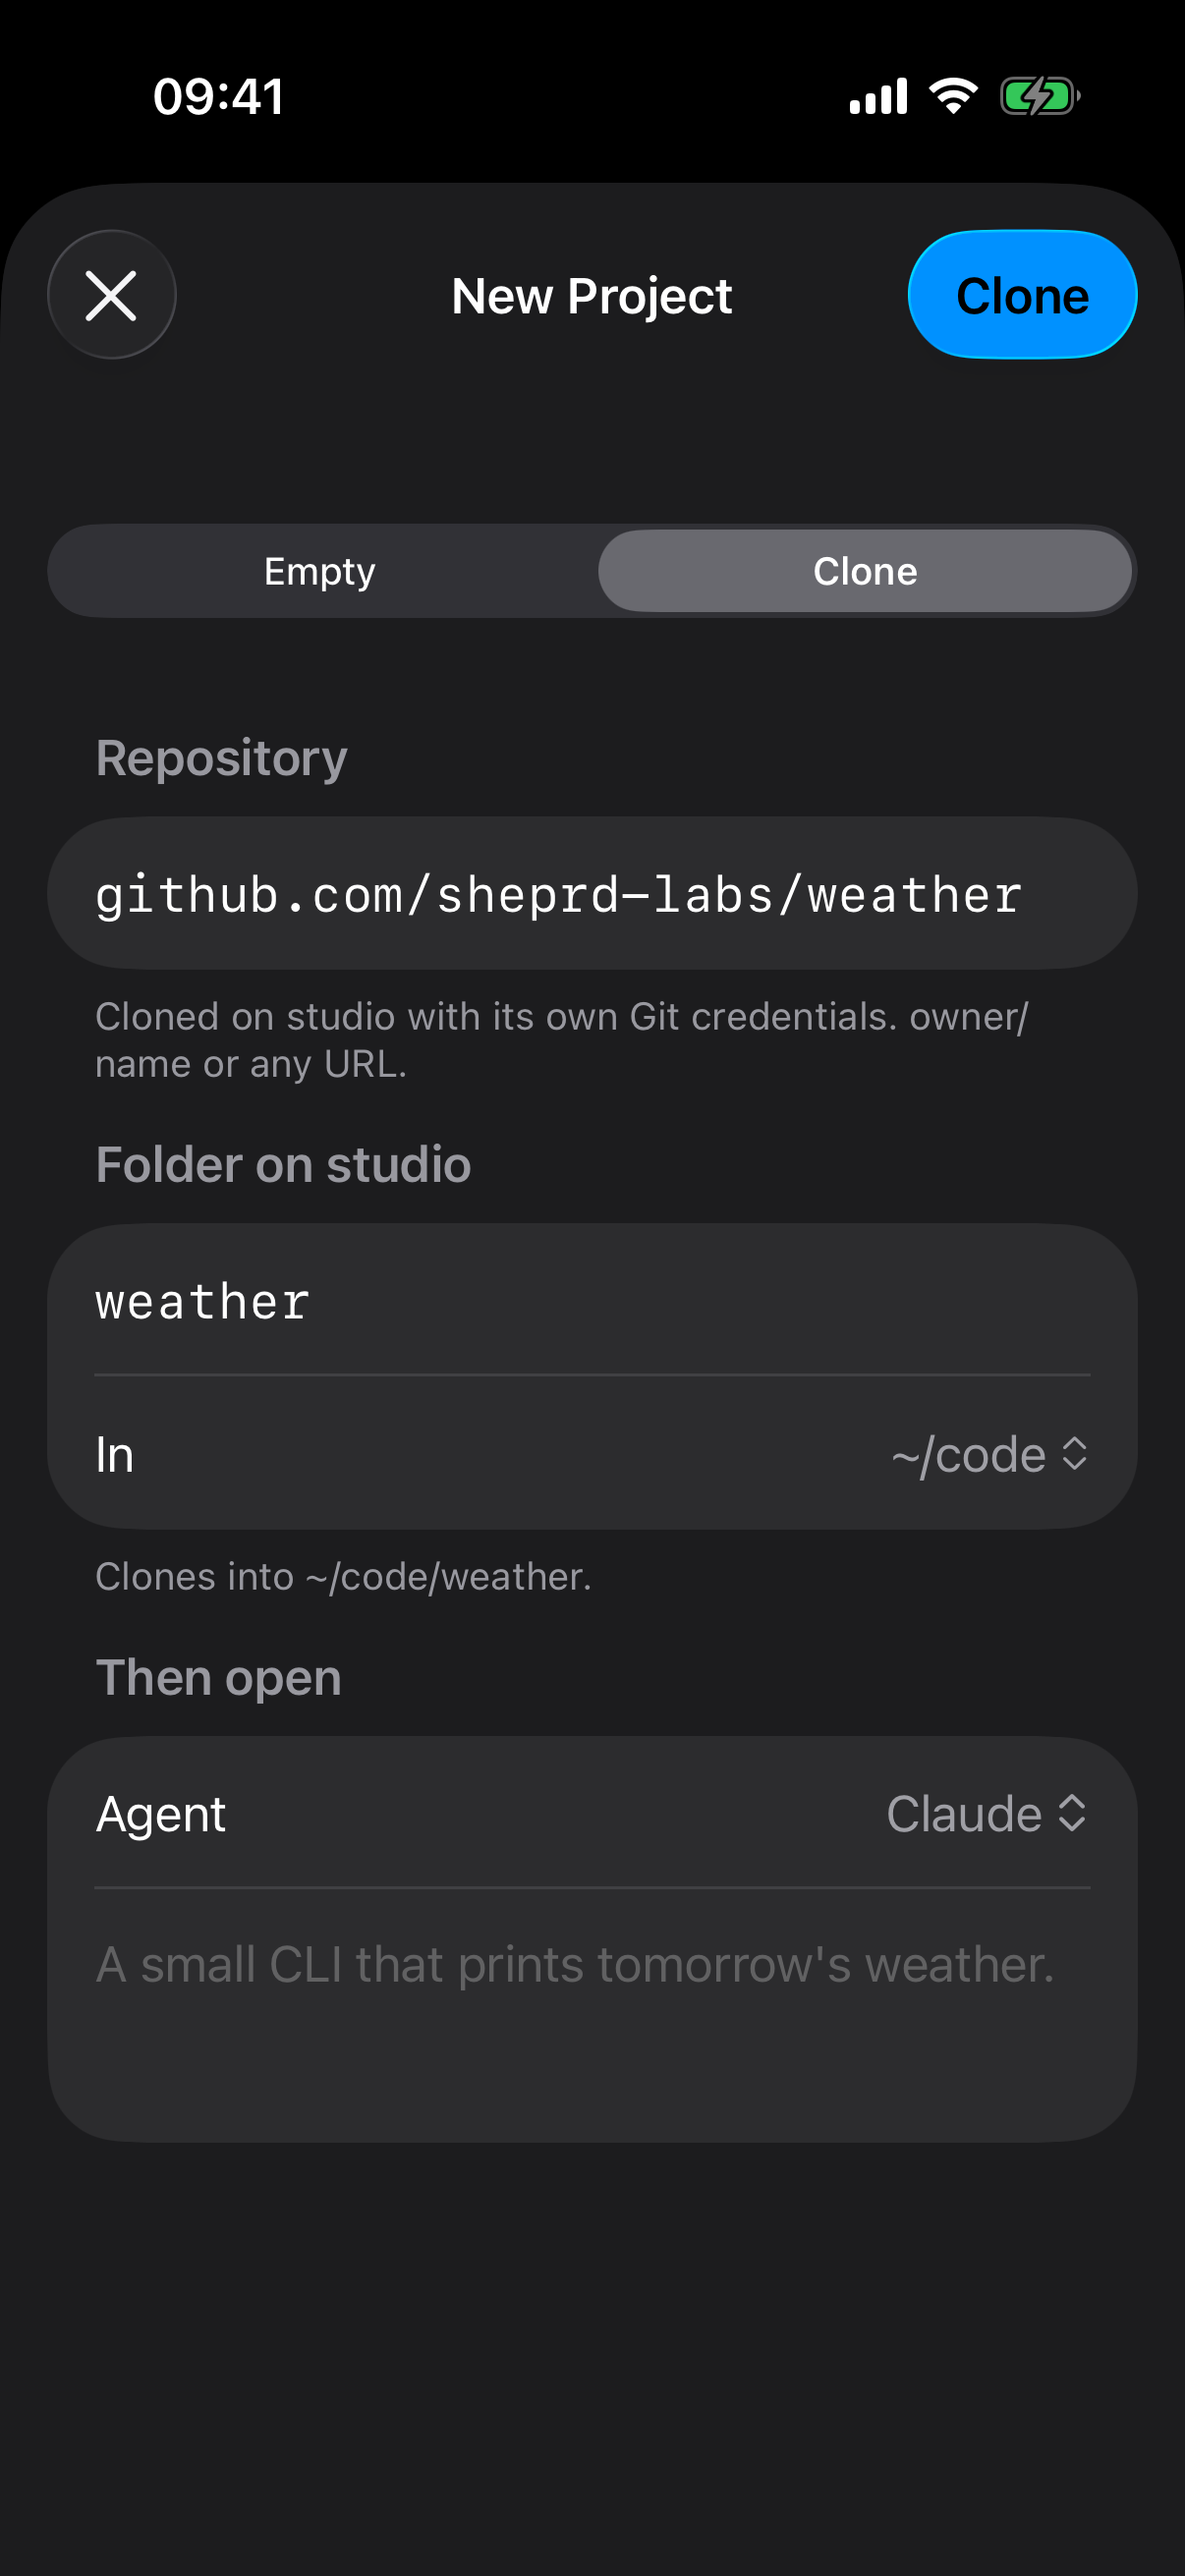 09:41
New Project
Clone
Empty
Clone
Repository
github.com/sheprd-labs/weather
Cloned on studio with its own Git credentials. owner/
name or any URL.
Folder on studio
weather
In
~/code
Clones into ~/code/weather.
Then open
Agent
Claude
A small CLI that prints tomorrow's weather.